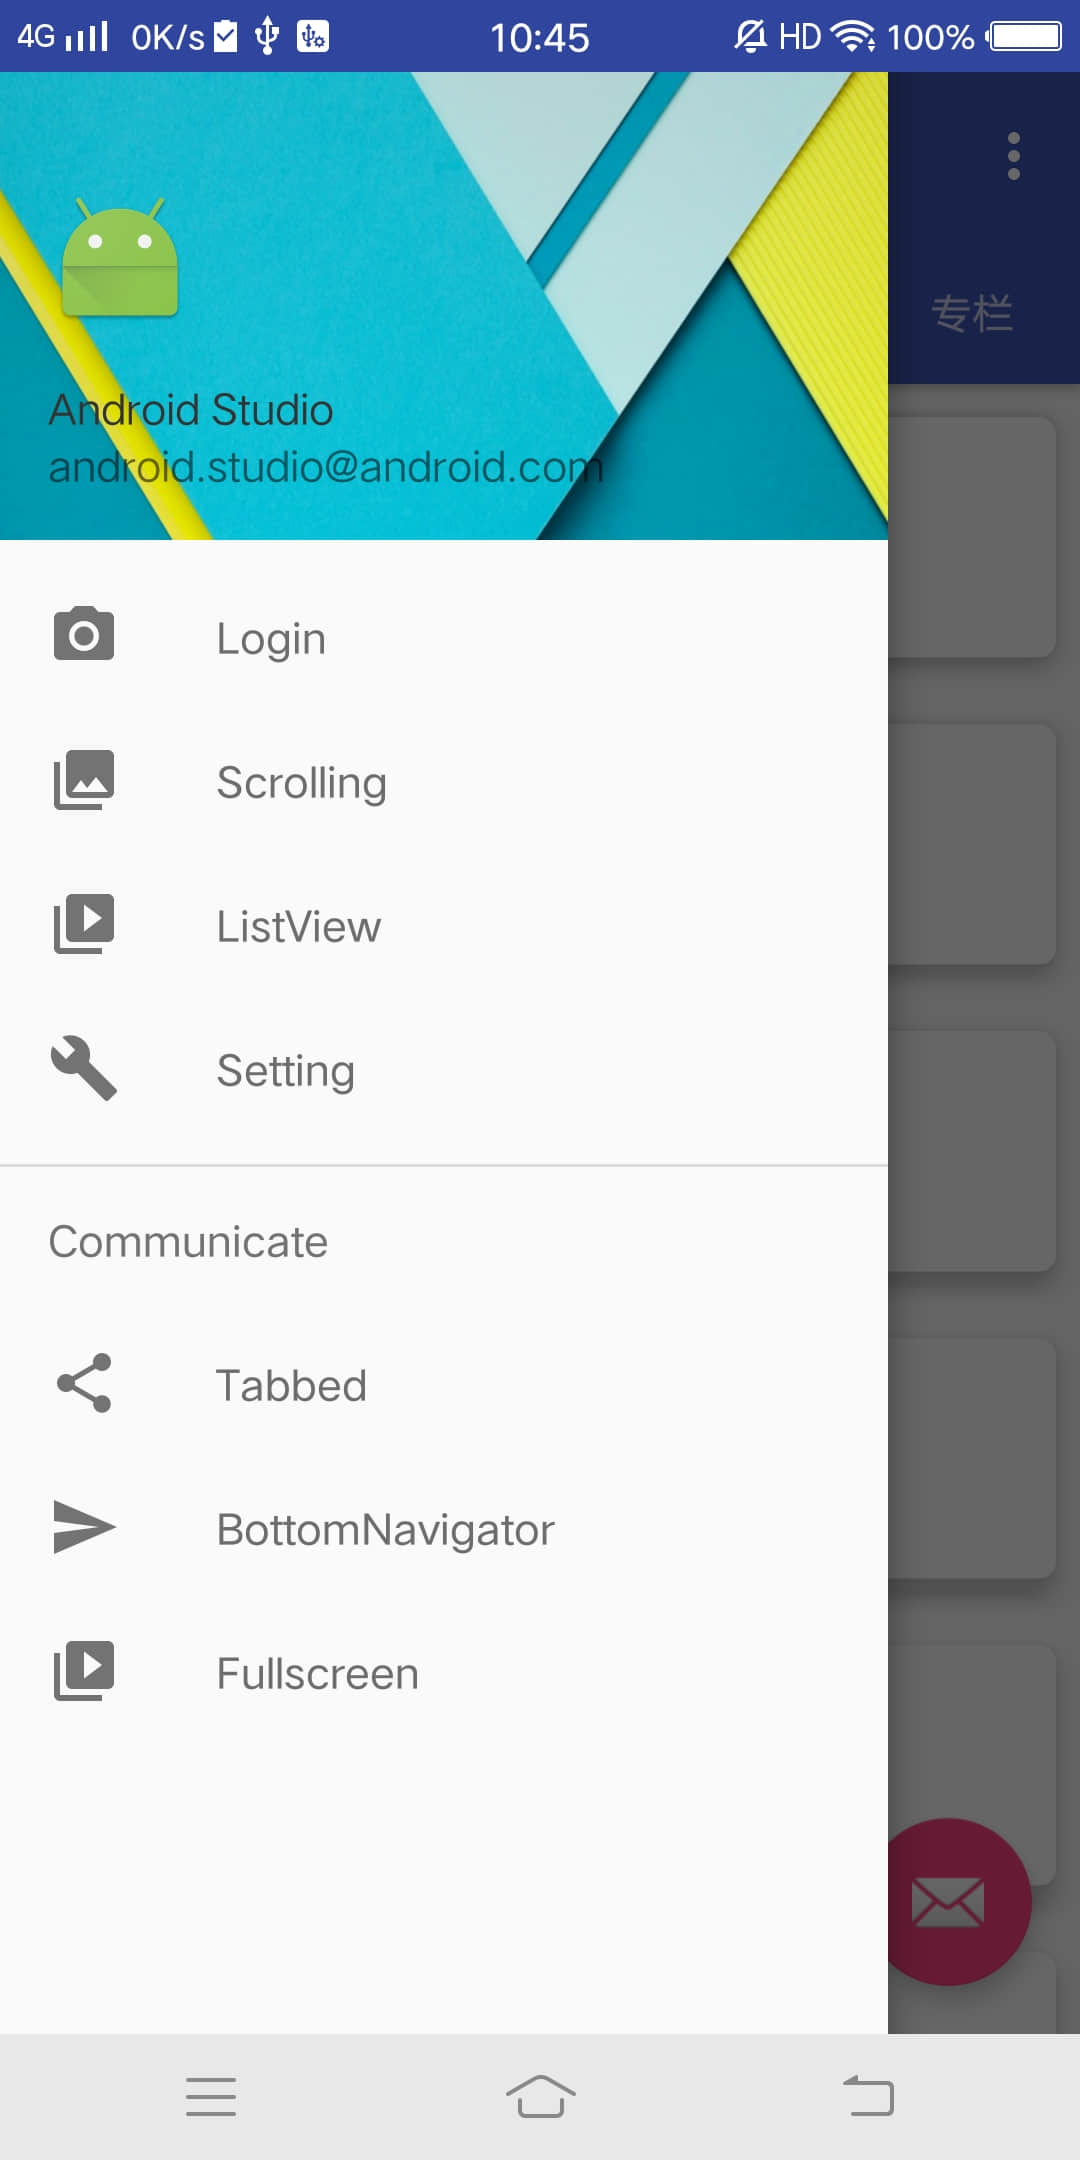 4G 0K/s 10:45 HD 100%
专栏
Android Studio
android.studio@android.com
Login
Scrolling
ListView
Setting
Communicate
Tabbed
BottomNavigator
Fullscreen